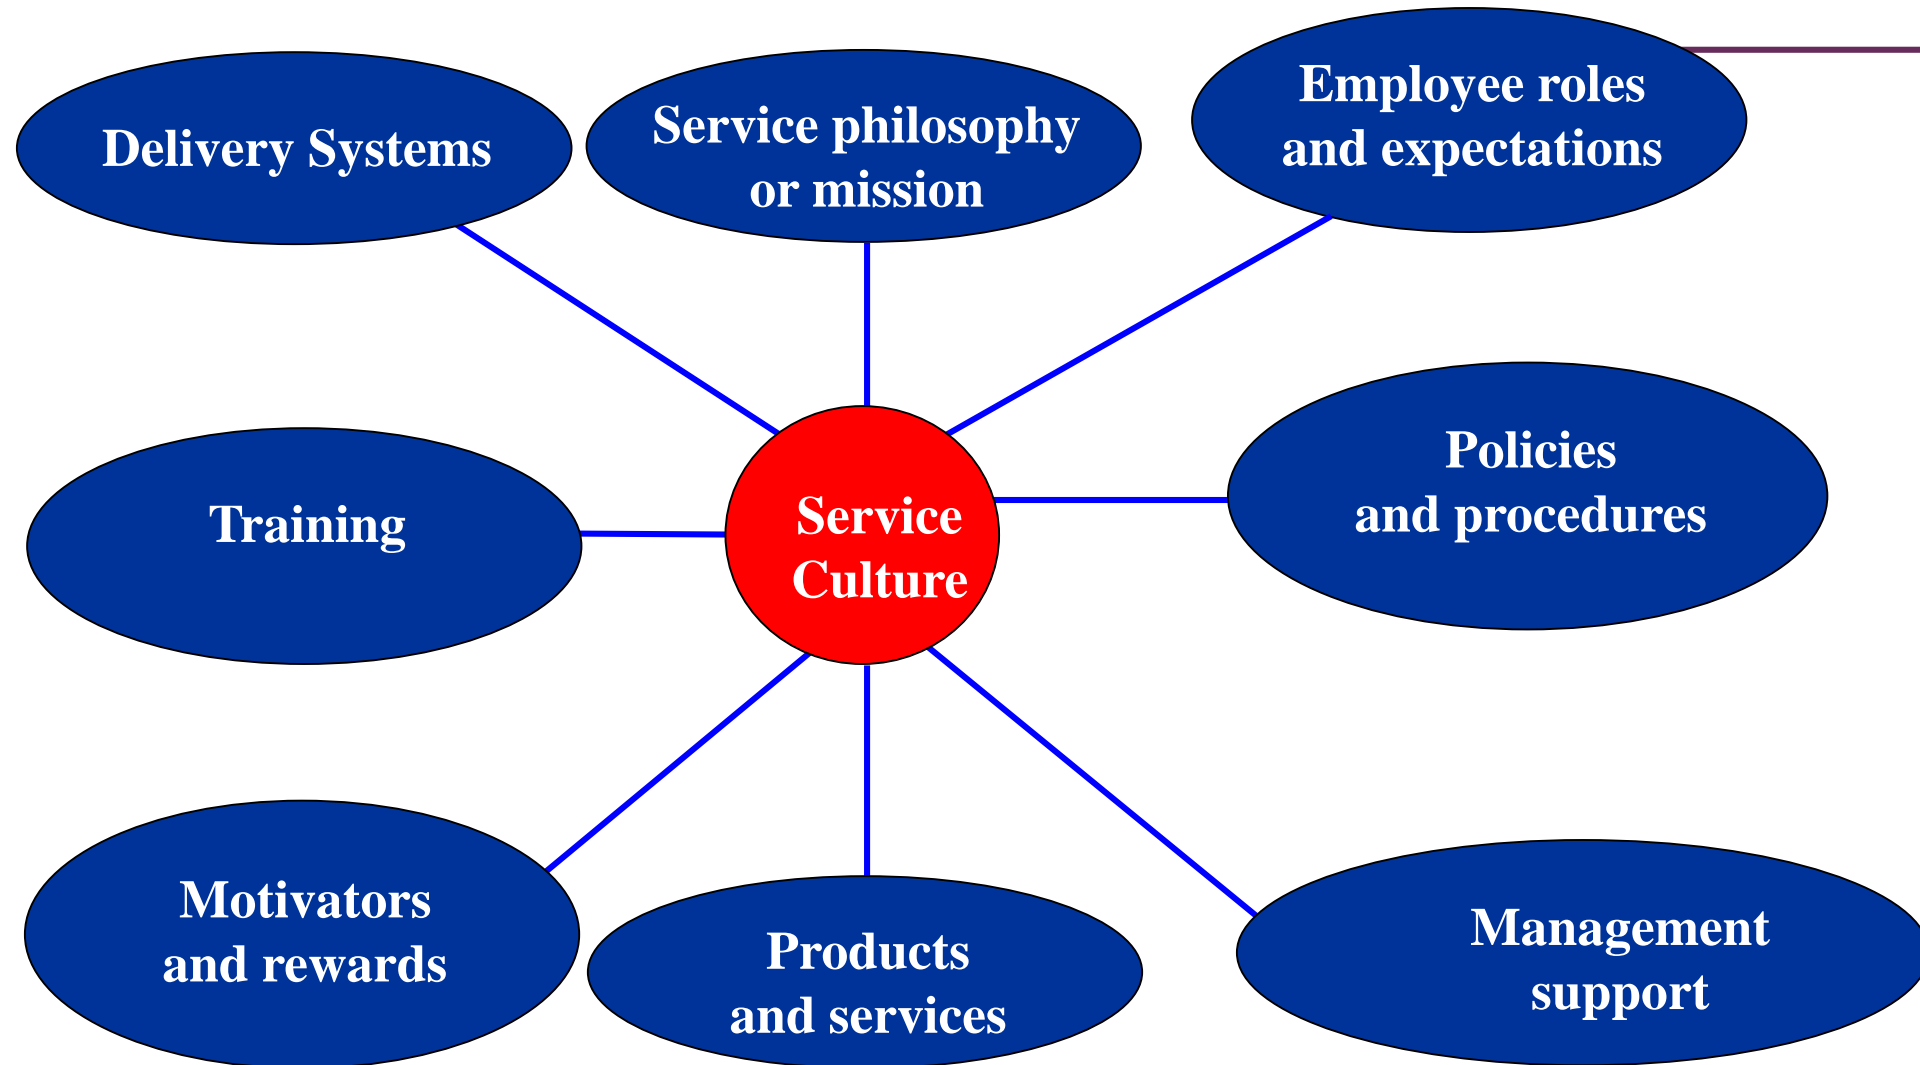 Delivery Systems
Service philosophy
or mission
Employee roles
and expectations
Training
Service
Culture
Policies
and procedures
Motivators
and rewards
Products
and services
Management
support